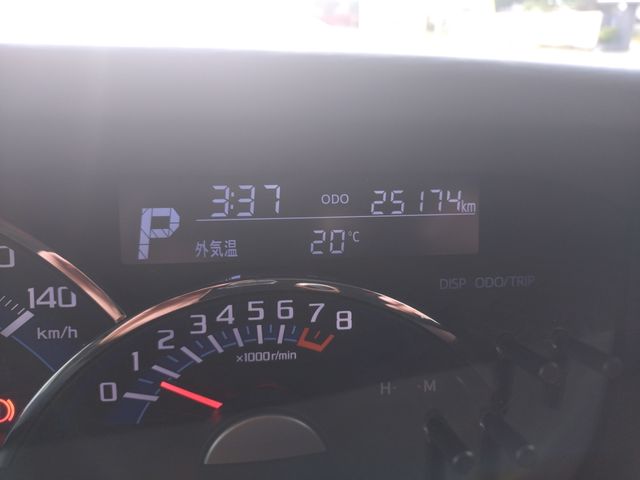 3:37 ODO 25174km
P
外気温 20°C
DISP ODO/TRIP
0 140
km/h
0 1 2 3 4 5 6 7 8
×1000r/min
H M